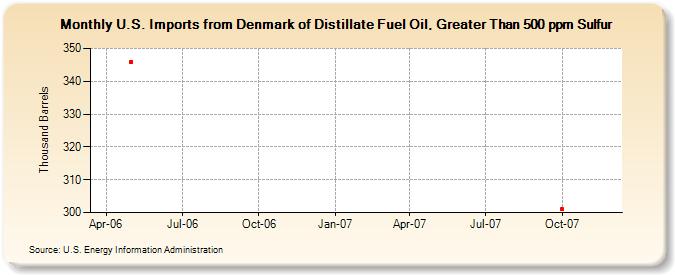 Monthly U.S. Imports from Denmark of Distillate Fuel Oil, Greater Than 500 ppm Sulfur
Thousand Barrels
350
340
330
320
310
300
Apr-06 Jul-06 Oct-06 Jan-07 Apr-07 Jul-07 Oct-07
Source: U.S. Energy Information Administration